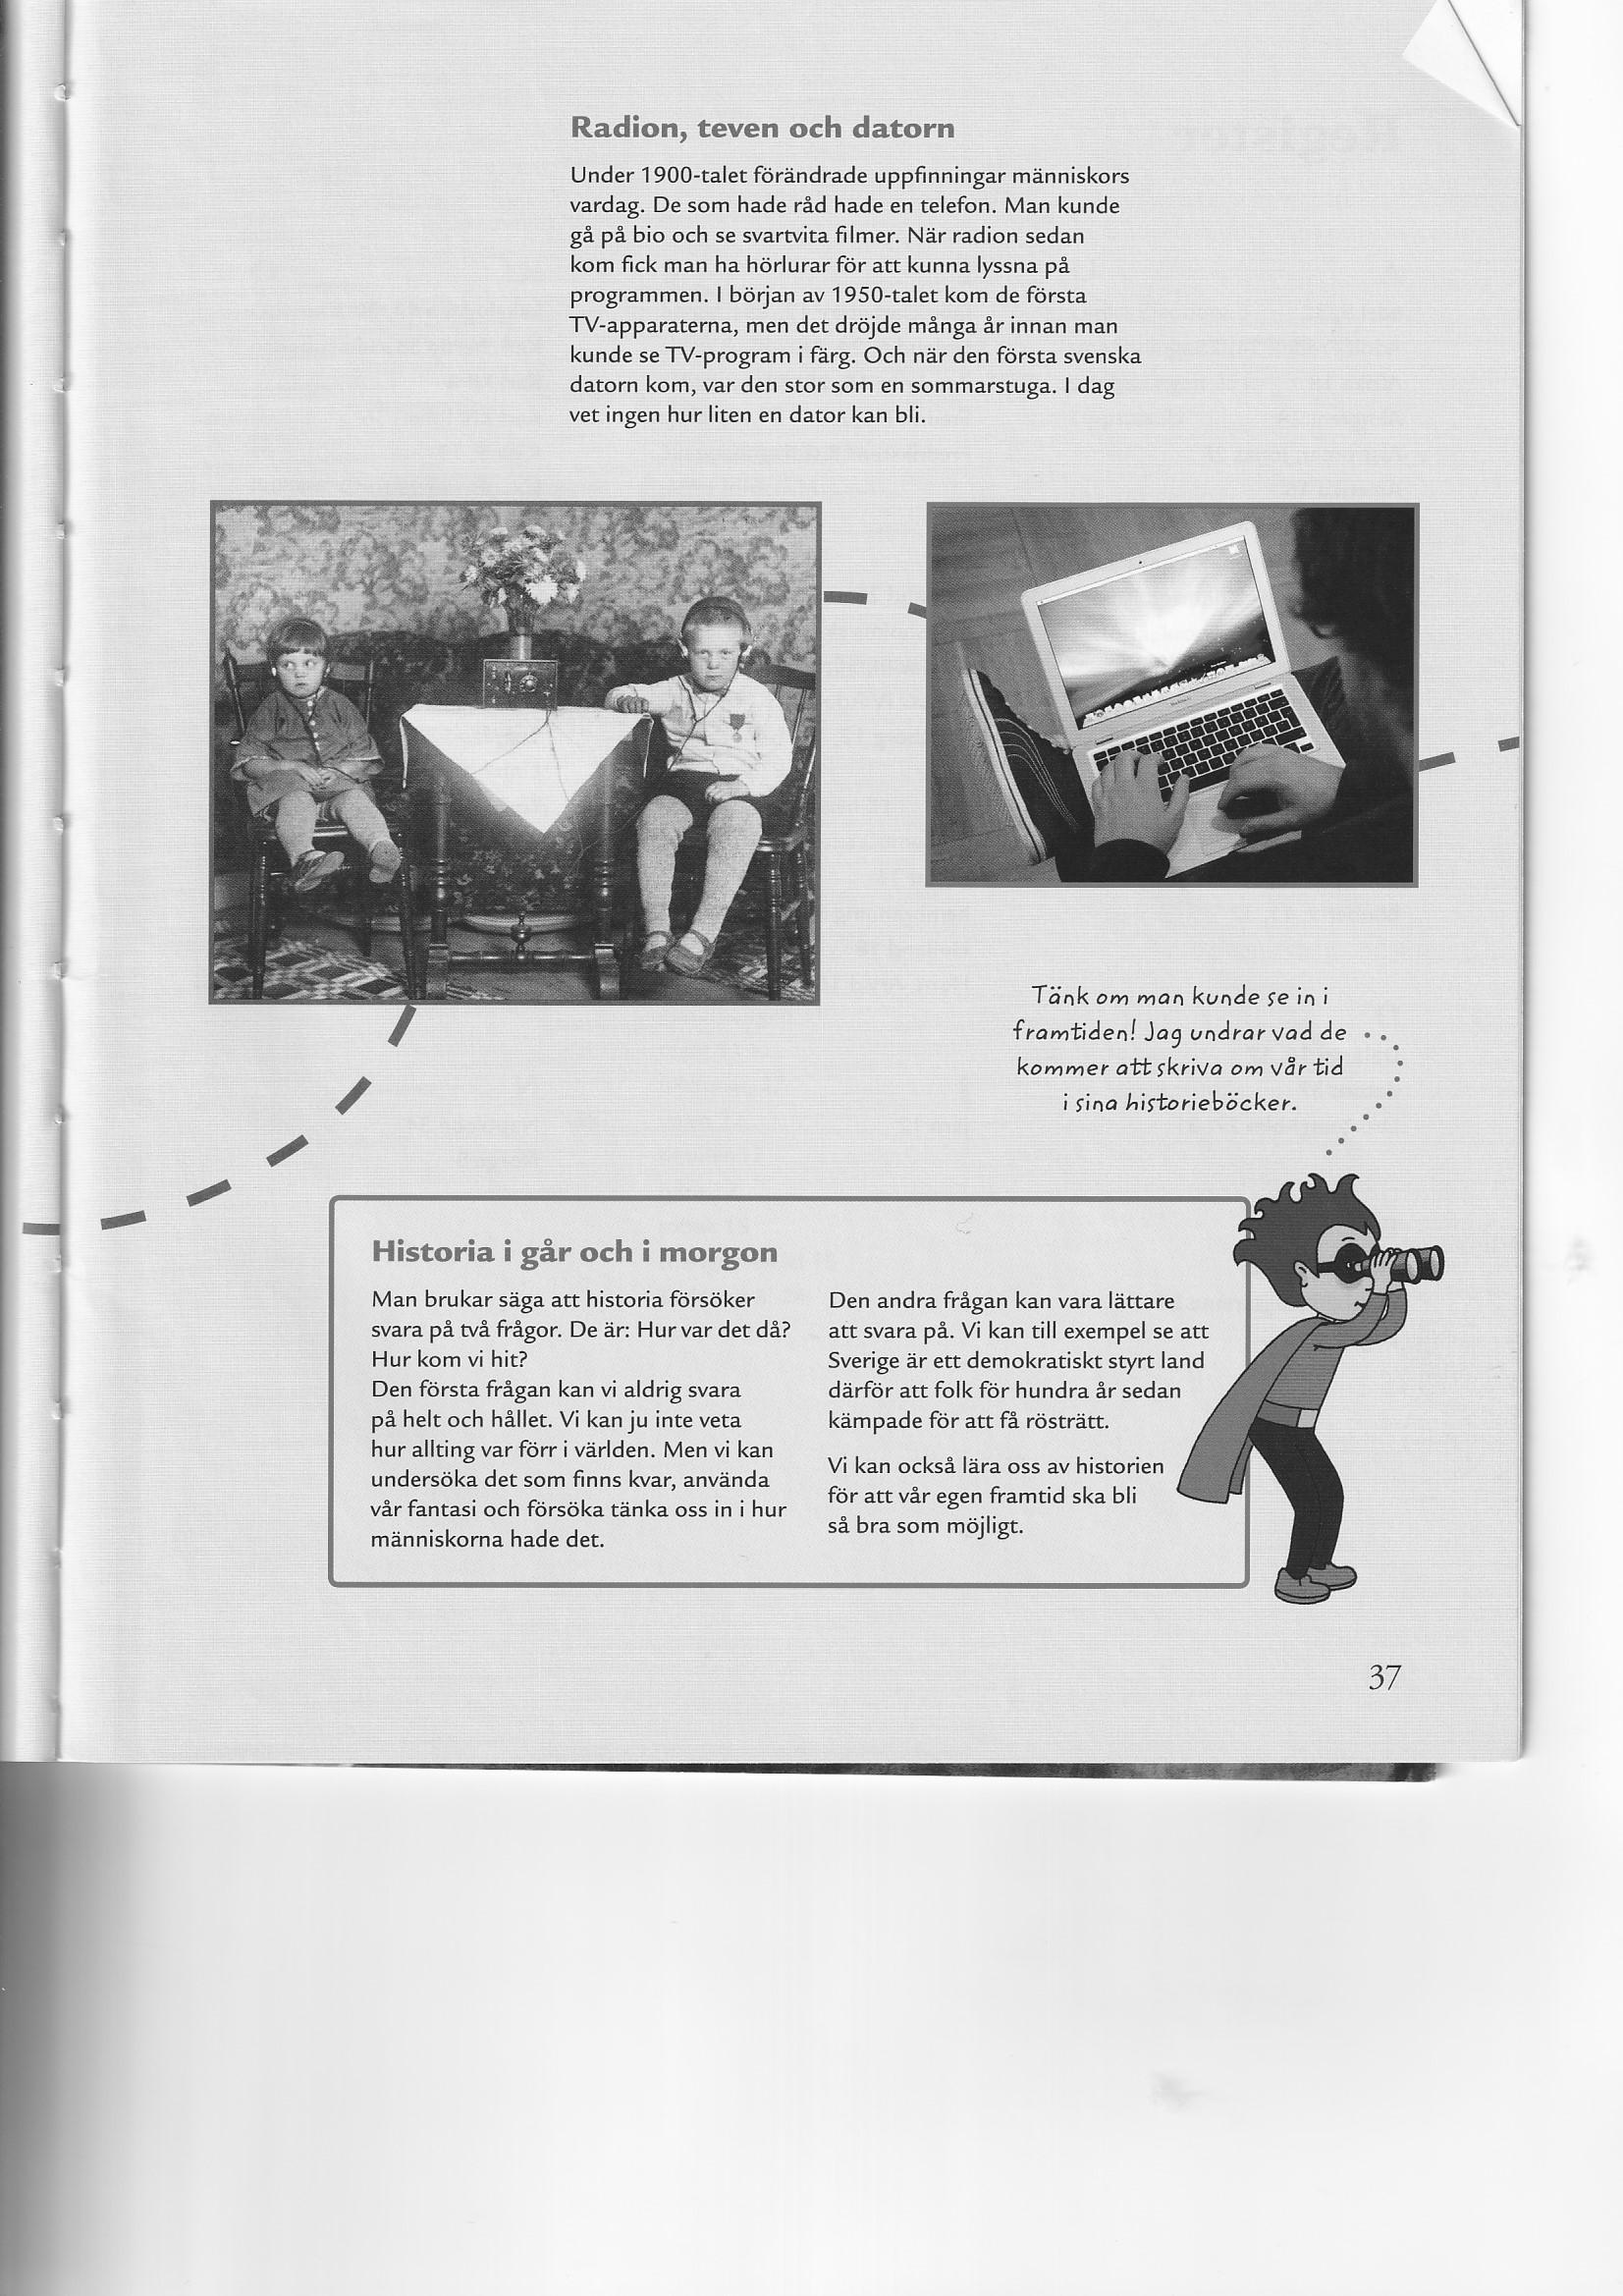 Radion, teven och datorn
Under 1900-talet förändrade uppfinningar människors
vardag. De som hade råd hade en telefon. Man kunde
gå på bio och se svartvita filmer. När radion sedan
kom fick man ha hörlurar för att kunna lyssna på
programmen. I början av 1950-talet kom de första
TV-apparaterna, men det dröjde många år innan man
kunde se TV-program i färg. Och när den första svenska
datorn kom, var den stor som en sommarstuga. I dag
vet ingen hur liten en dator kan bli.
Tänk om man kunde se in i
framtiden! Jag undrar vad de
kommer att skriva om vår tid
i sina historieböcker.
Historia i går och i morgon
Man brukar säga att historia försöker
svara på två frågor. De är: Hur var det då?
Hur kom vi hit?
Den första frågan kan vi aldrig svara
på helt och hållet. Vi kan ju inte veta
hur allting var förr i världen. Men vi kan
undersöka det som finns kvar, använda
vår fantasi och försöka tänka oss in i hur
människorna hade det.
Den andra frågan kan vara lättare
att svara på. Vi kan till exempel se att
Sverige är ett demokratiskt styrt land
därför att folk för hundra år sedan
kämpade för att få rösträtt.
Vi kan också lära oss av historien
för att vår egen framtid ska bli
så bra som möjligt.
37